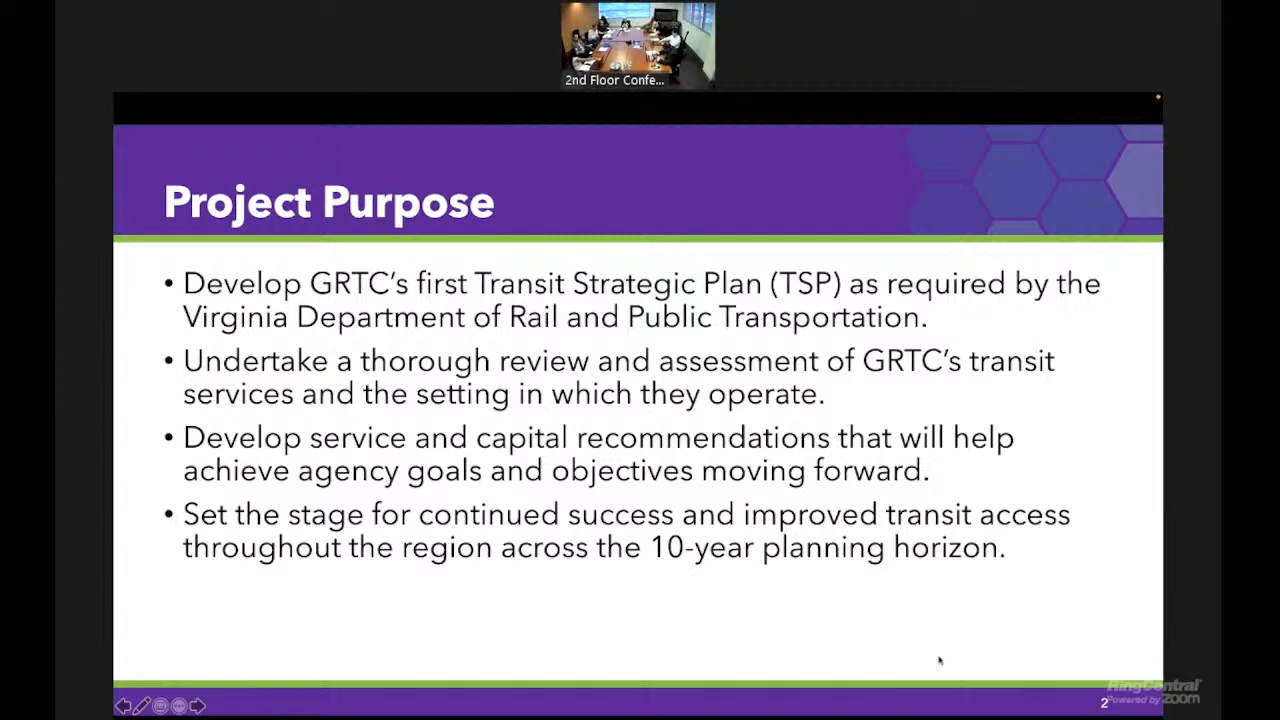 2nd Floor Confe...
Project Purpose
• Develop GRTC’s first Transit Strategic Plan (TSP) as required by the
Virginia Department of Rail and Public Transportation.
• Undertake a thorough review and assessment of GRTC’s transit
services and the setting in which they operate.
• Develop service and capital recommendations that will help
achieve agency goals and objectives moving forward.
• Set the stage for continued success and improved transit access
throughout the region across the 10-year planning horizon.
RingCentral
2
Powered by zoom